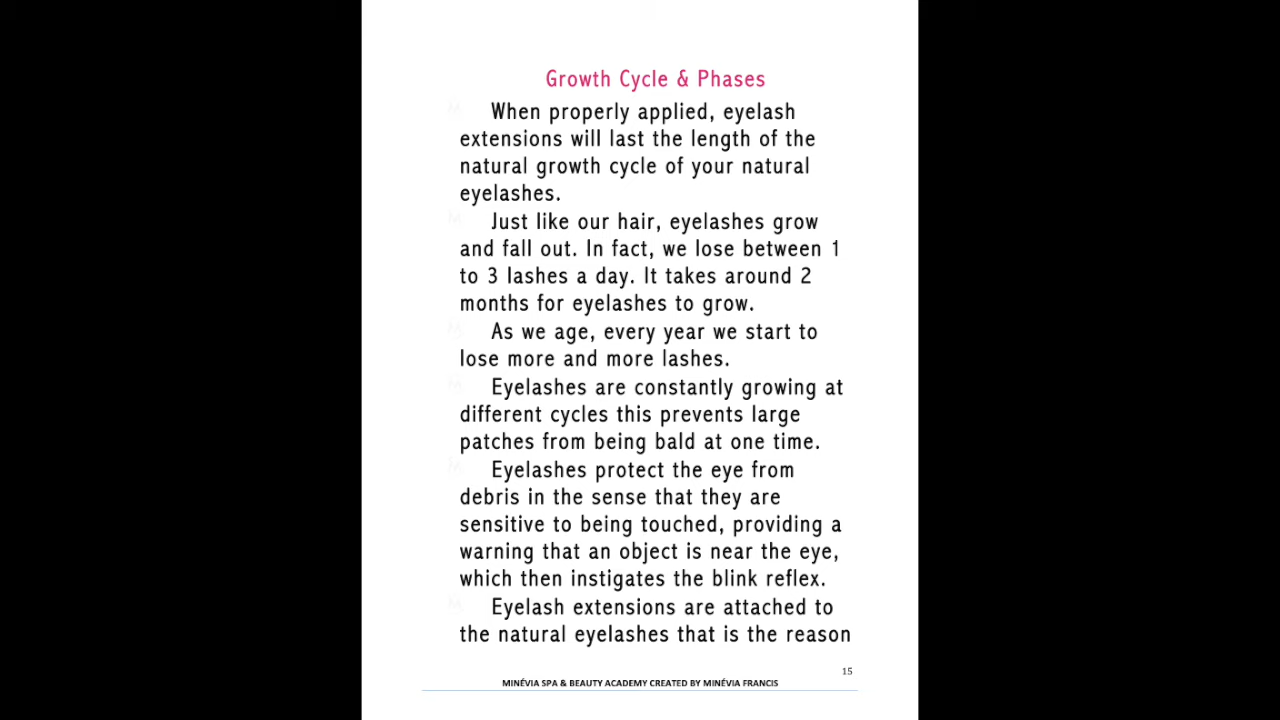 Growth Cycle & Phases
When properly applied, eyelash
extensions will last the length of the
natural growth cycle of your natural
eyelashes.
Just like our hair, eyelashes grow
and fall out. In fact, we lose between 1
to 3 lashes a day. It takes around 2
months for eyelashes to grow.
As we age, every year we start to
lose more and more lashes.
Eyelashes are constantly growing at
different cycles this prevents large
patches from being bald at one time.
Eyelashes protect the eye from
debris in the sense that they are
sensitive to being touched, providing a
warning that an object is near the eye,
which then instigates the blink reflex.
Eyelash extensions are attached to
the natural eyelashes that is the reason
15
MINÉVIA SPA & BEAUTY ACADEMY CREATED BY MINÉVIA FRANCIS